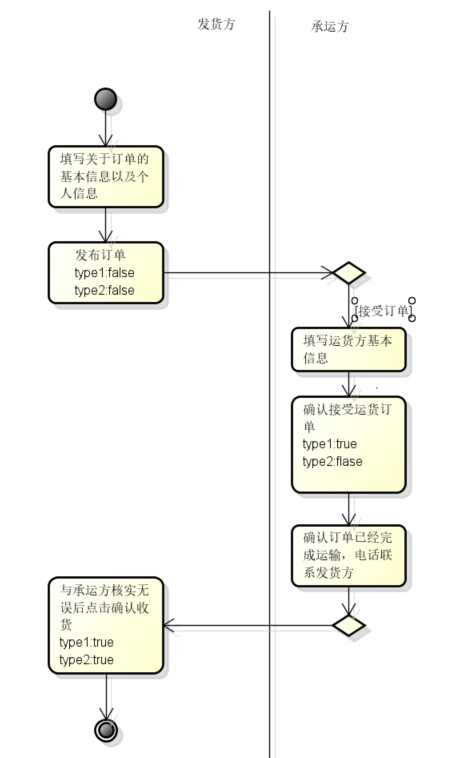 发货方
承运方
填写关于订单的
基本信息以及个
人信息
发布订单
type1:false
type2:false
[接受订单]
填写运货方基本
信息
确认接受运货订
单
type1:true
type2:flase
确认订单已经完
成运输，电话联
系发货方
与承运方核实无
误后点击确认收
货
type1:true
type2:true